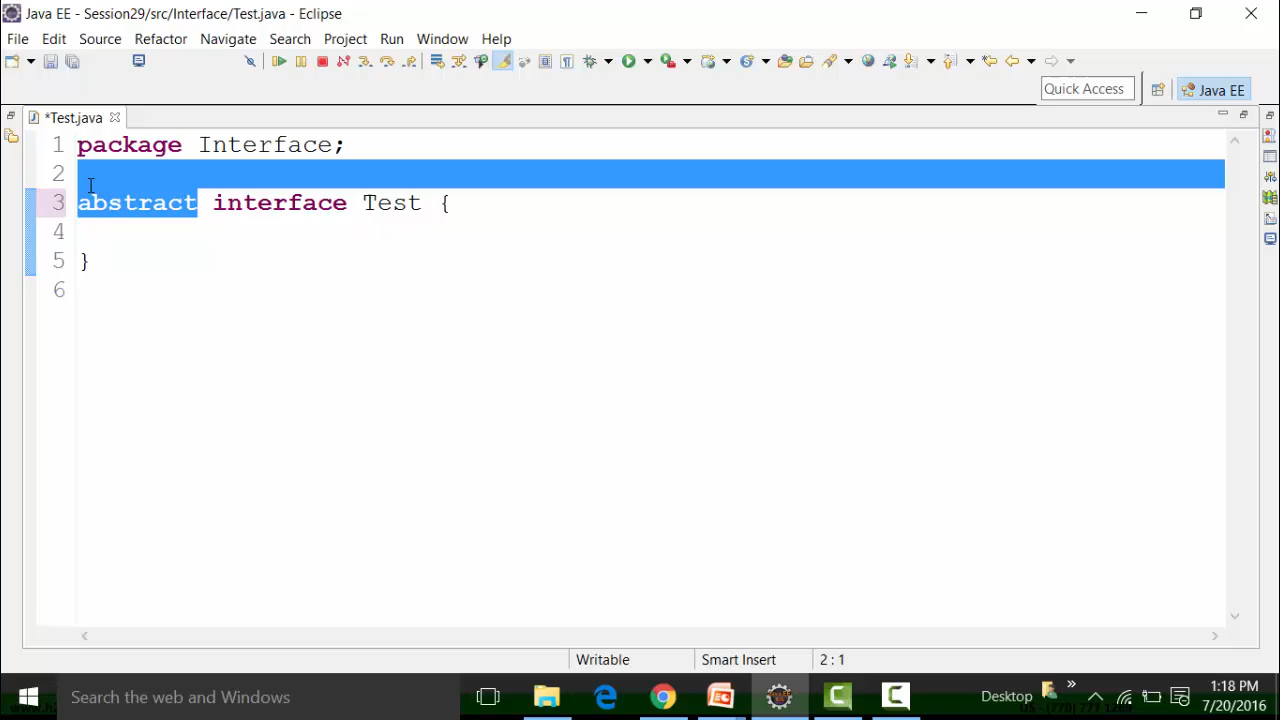 Java EE - Session29/src/Interface/Test.java - Eclipse
File Edit Source Refactor Navigate Search Project Run Window Help
Quick Access
Java EE
*Test.java
1 package Interface;
2
3 abstract interface Test {
4
5 }
6
Writable
Smart Insert
2 : 1
Search the web and Windows
Desktop
»
1:18 PM
7/20/2016